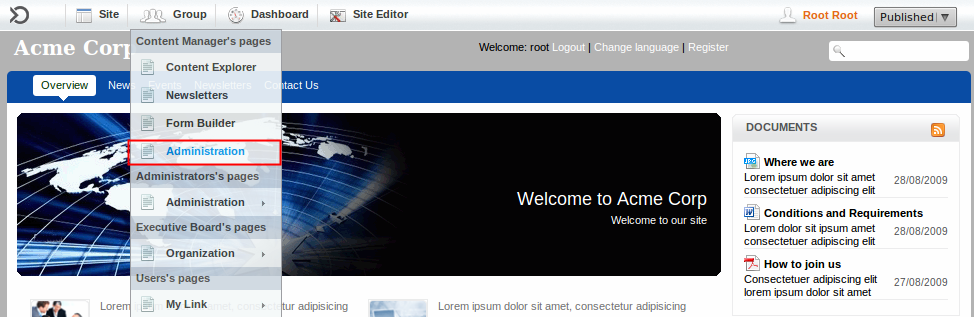 Site Group Dashboard Site Editor Root Root Published
Acme Corp Welcome: root Logout | Change language | Register
Content Manager's pages
Content Explorer
Newsletters
Form Builder
Administration
Administrators's pages
Administration
Executive Board's pages
Organization
Users's pages
My Link
Overview News Events Newsletters Contact Us
Welcome to Acme Corp
Welcome to our site
DOCUMENTS
Where we are
Lorem ipsum dolor sit amet
consectetuer adipiscing elit 28/08/2009
Conditions and Requirements
Lorem ipsum dolor sit amet
consectetuer adipiscing elit 28/08/2009
How to join us
Consectetuer adipiscing elit
lorem ipsum dolor sit amet 27/08/2009
Lorem ipsum dolor sit amet, consectetur adipisicing
Lorem ipsum dolor sit amet, consectetur adipisicing